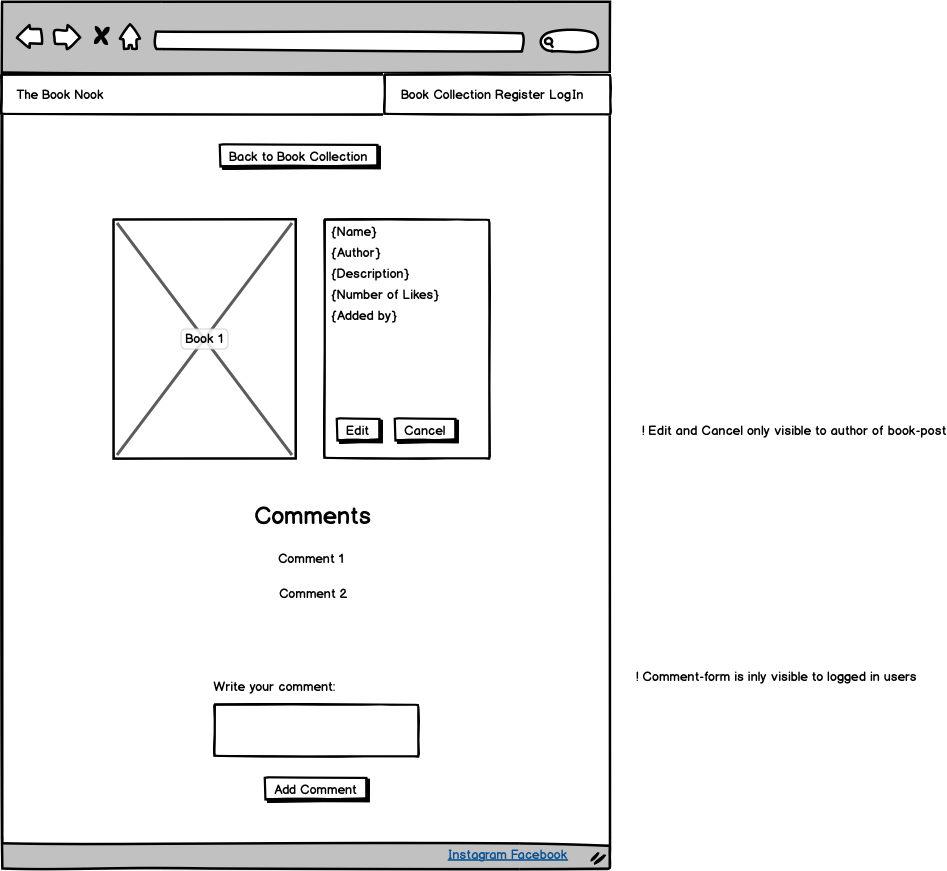 The Book Nook
Book Collection Register LogIn
Back to Book Collection
Book 1
{Name}
{Author}
{Description}
{Number of Likes}
{Added by}
Edit
Cancel
! Edit and Cancel only visible to author of book-post
Comments
Comment 1
Comment 2
! Comment-form is inly visible to logged in users
Write your comment:
Add Comment
Instagram Facebook